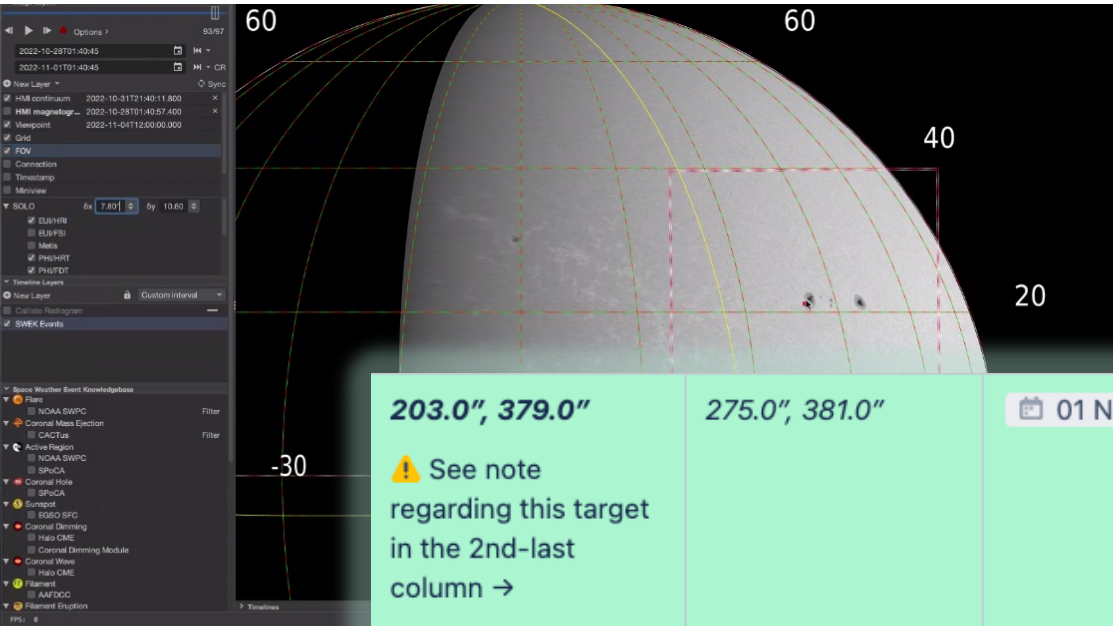 Options >
93/97
2022-10-28T01:40:45
2022-11-01T01:40:45
CR
New Layer
Sync
HMI continuum 2022-10-31T21:40:11.800
HMI magnetogr... 2022-10-28T01:40:57.400
Viewpoint 2022-11-04T12:00:00.000
Grid
FOV
Connection
Timestamp
Miniview
SOLO δx 7.80' δy 10.60
EUI/HRI
EUI/FSI
Metis
PHI/HRT
PHI/FDT
Timeline Layers
New Layer Custom interval
Callisto Radiogram
SWEK Events
Space Weather Event Knowledgebase
Flare
NOAA SWPC Filter
Coronal Mass Ejection
CACTus Filter
Active Region
NOAA SWPC
SPoCA
Coronal Hole
SPoCA
Sunspot
EGSO SFC
Coronal Dimming
Halo CME
Coronal Dimming Module
Coronal Wave
Halo CME
Filament
AAFDCC
Filament Eruption
FPS: 0
60
60
40
20
-30
> Timelines
203.0”, 379.0”
⚠ See note
regarding this target
in the 2nd-last
column →
275.0”, 381.0”
01 N